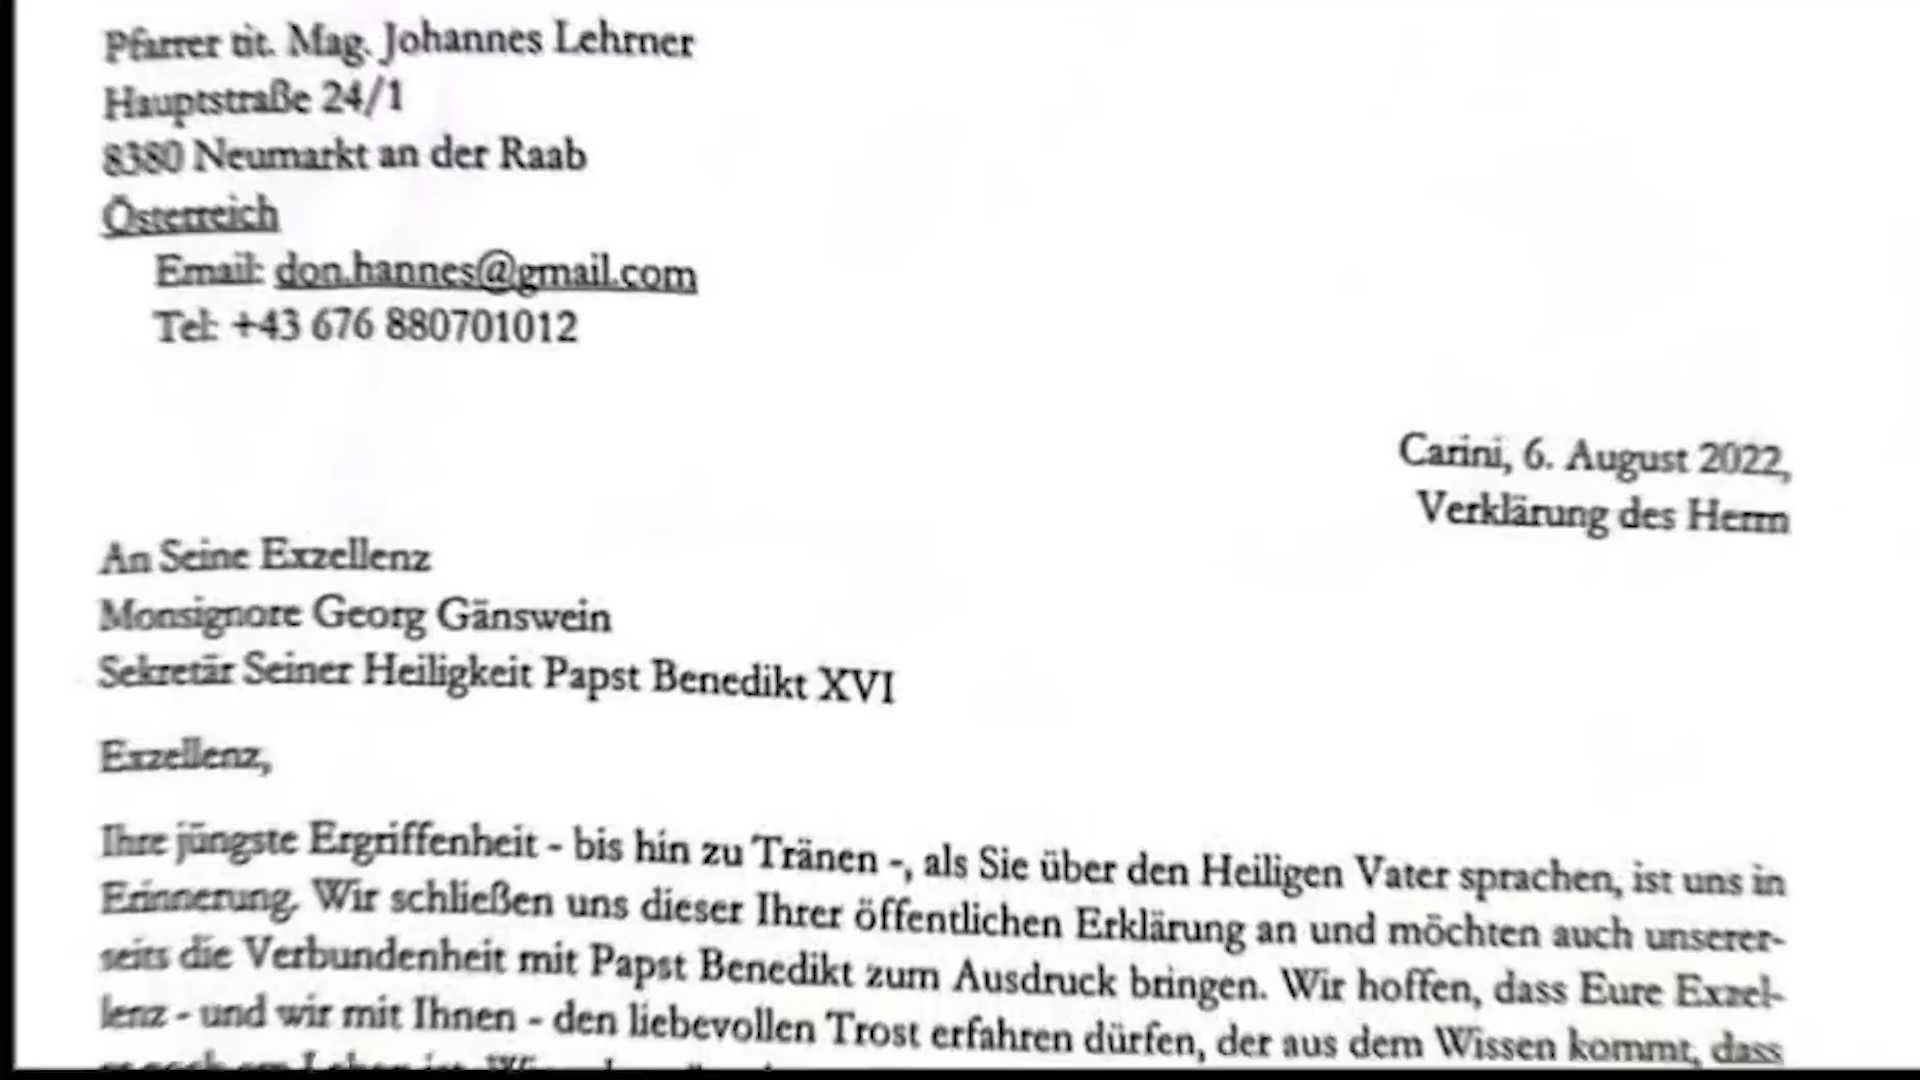 Pfarrer tit. Mag. Johannes Lehrner
Hauptstraße 24/1
8380 Neumarkt an der Raab
Österreich
Email: don.hannes@gmail.com
Tel: +43 676 880701012
Carini, 6. August 2022,
Verklärung des Herrn
An Seine Exzellenz
Monsignore Georg Gänswein
Sekretär Seiner Heiligkeit Papst Benedikt XVI
Exzellenz,
Ihre jüngste Ergriffenheit - bis hin zu Tränen -, als Sie über den Heiligen Vater sprachen, ist uns in
Erinnerung. Wir schließen uns dieser Ihrer öffentlichen Erklärung an und möchten auch unserer-
seits die Verbundenheit mit Papst Benedikt zum Ausdruck bringen. Wir hoffen, dass Eure Exzel-
lenz - und wir mit Ihnen - den liebevollen Trost erfahren dürfen, der aus dem Wissen kommt, dass